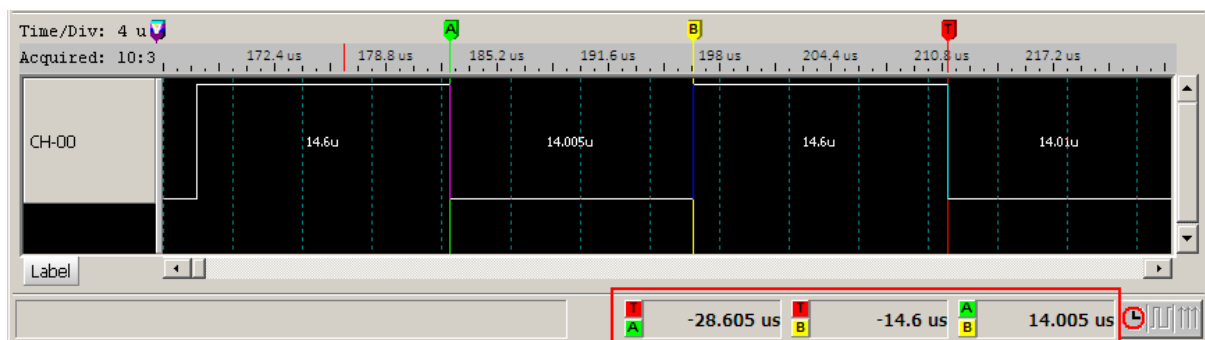 Time/Div: 4 u
A
B
T
Acquired: 10:3
172.4 us 178.8 us 185.2 us 191.6 us 198 us 204.4 us 210.8 us 217.2 us
CH-00
14.6u 14.005u 14.6u 14.01u
Label
T A -28.605 us T B -14.6 us A B 14.005 us